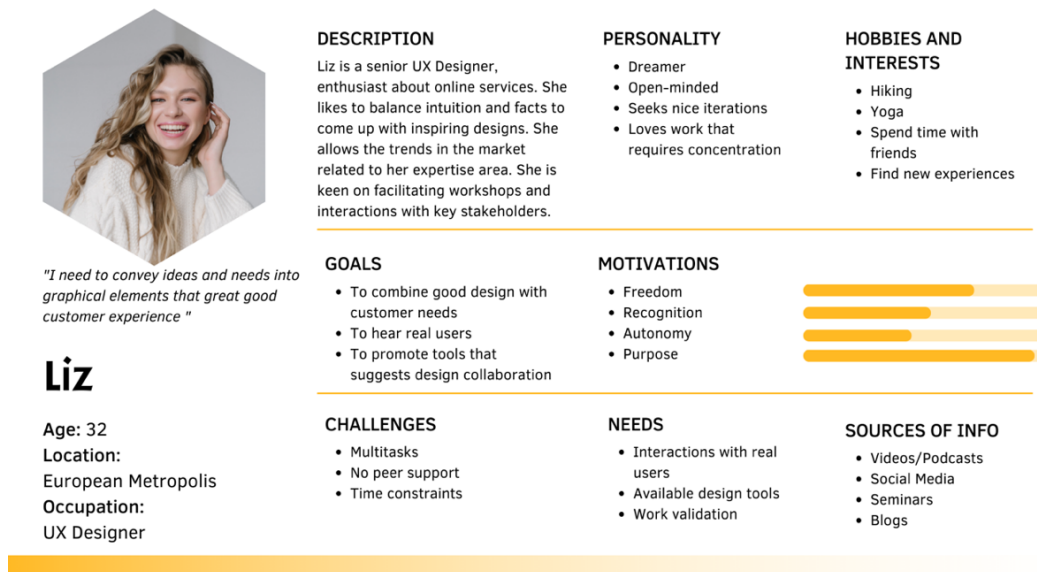 DESCRIPTION
Liz is a senior UX Designer,
enthusiast about online services. She
likes to balance intuition and facts to
come up with inspiring designs. She
allows the trends in the market
related to her expertise area. She is
keen on facilitating workshops and
interactions with key stakeholders.
PERSONALITY
• Dreamer
• Open-minded
• Seeks nice iterations
• Loves work that
requires concentration
HOBBIES AND
INTERESTS
• Hiking
• Yoga
• Spend time with
friends
• Find new experiences
"I need to convey ideas and needs into
graphical elements that great good
customer experience "
Liz
Age: 32
Location:
European Metropolis
Occupation:
UX Designer
GOALS
• To combine good design with
customer needs
• To hear real users
• To promote tools that
suggests design collaboration
MOTIVATIONS
• Freedom
• Recognition
• Autonomy
• Purpose
CHALLENGES
• Multitasks
• No peer support
• Time constraints
NEEDS
• Interactions with real
users
• Available design tools
• Work validation
SOURCES OF INFO
• Videos/Podcasts
• Social Media
• Seminars
• Blogs